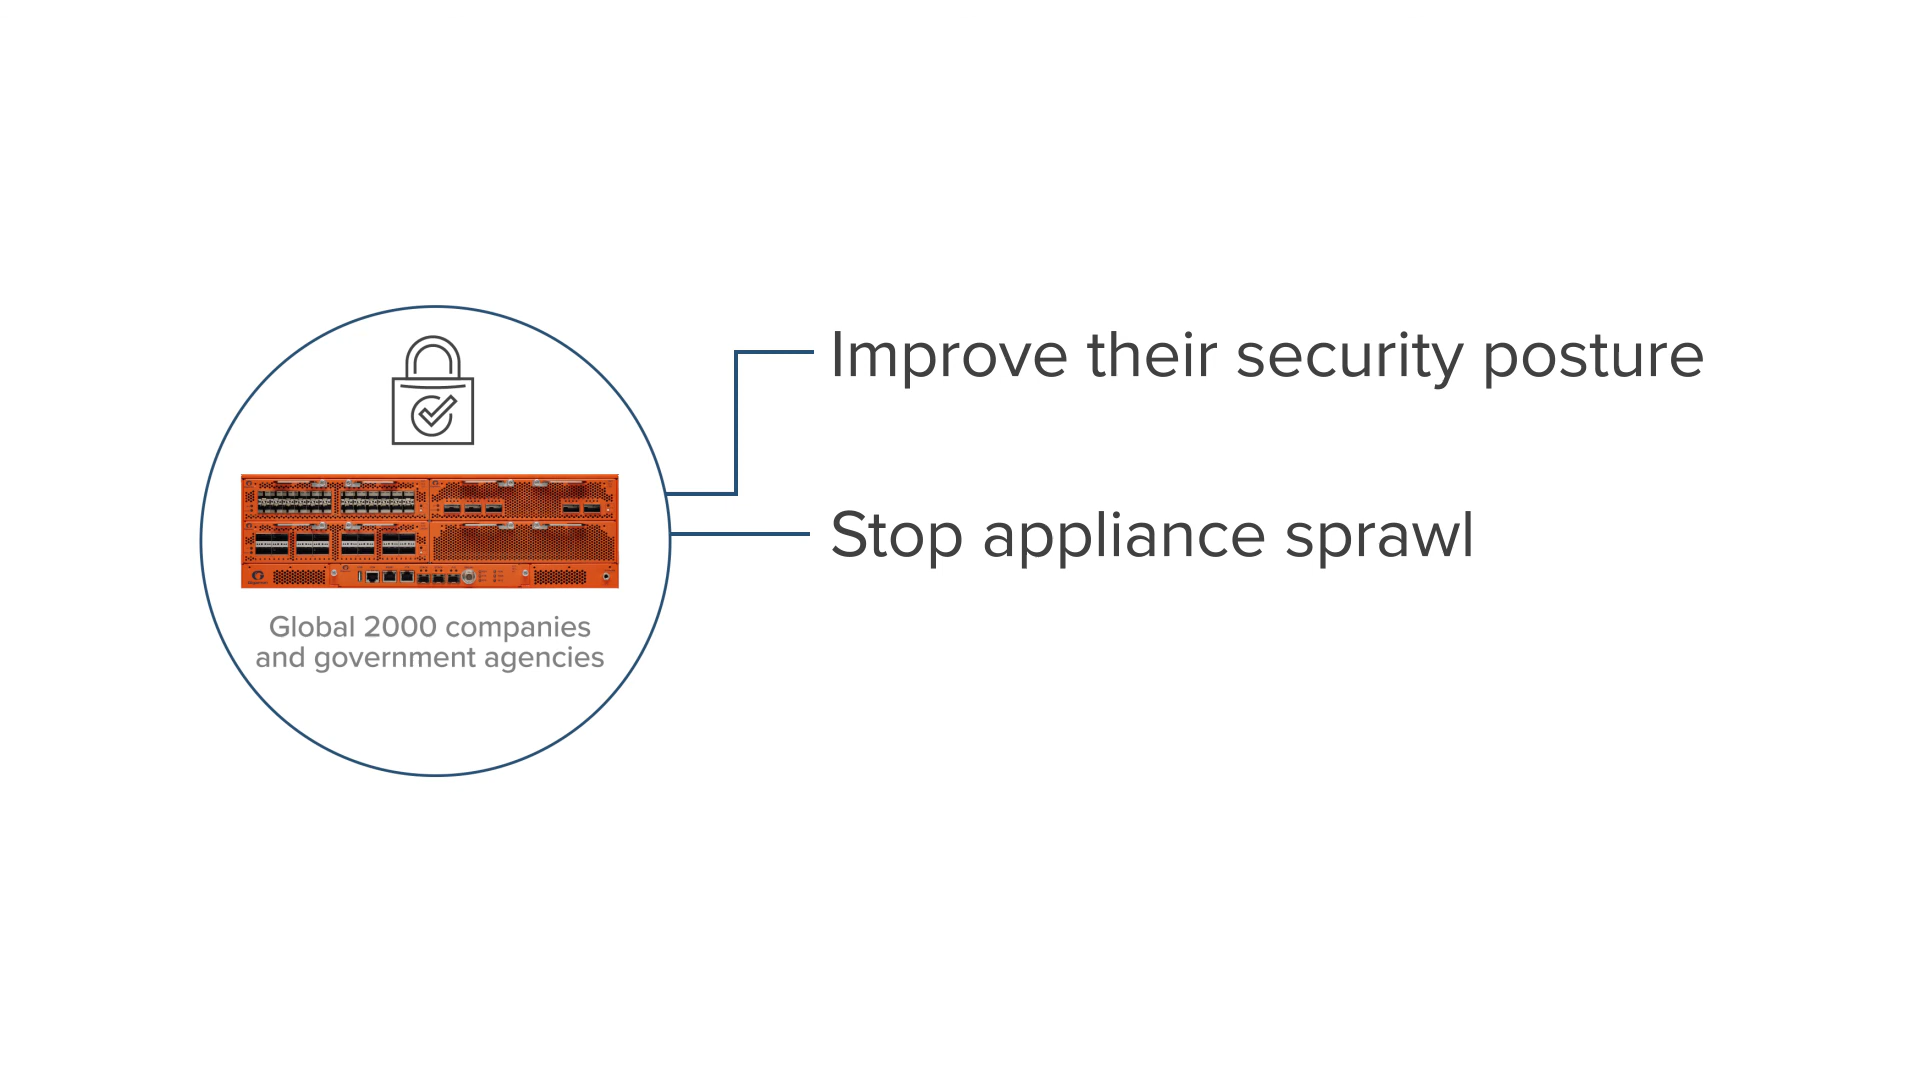 Improve their security posture
Stop appliance sprawl
Global 2000 companies
and government agencies